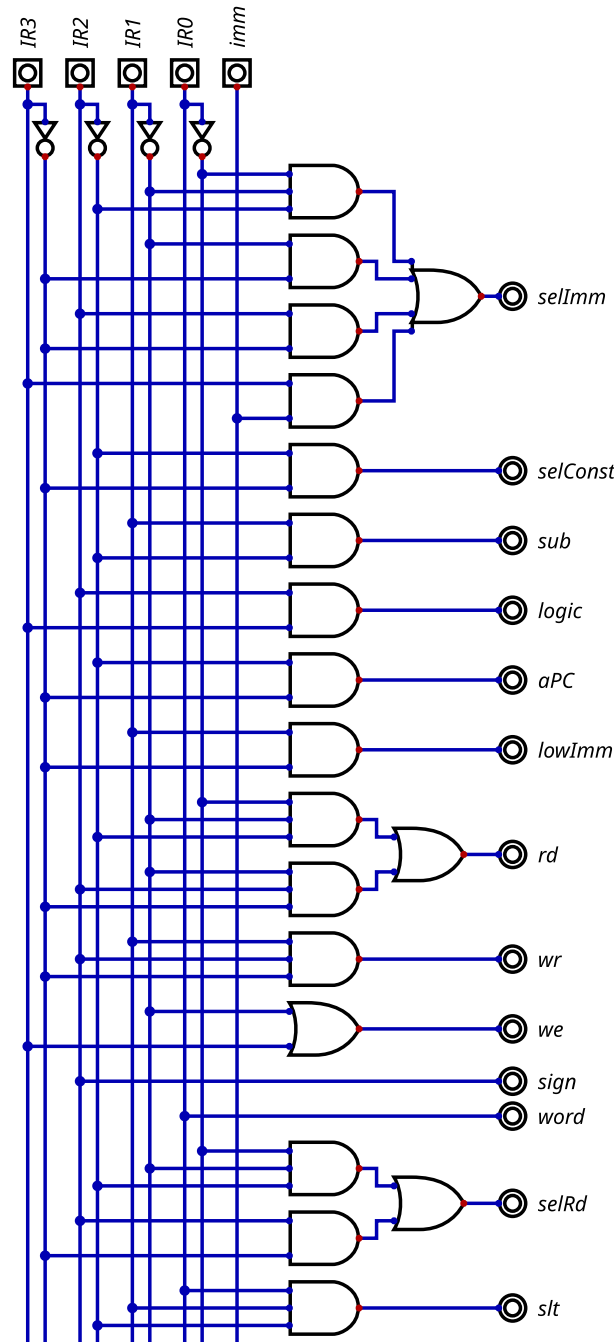 IR3
IR2
IR1
IR0
imm
selImm
selConst
sub
logic
aPC
lowImm
rd
wr
we
sign
word
selRd
slt